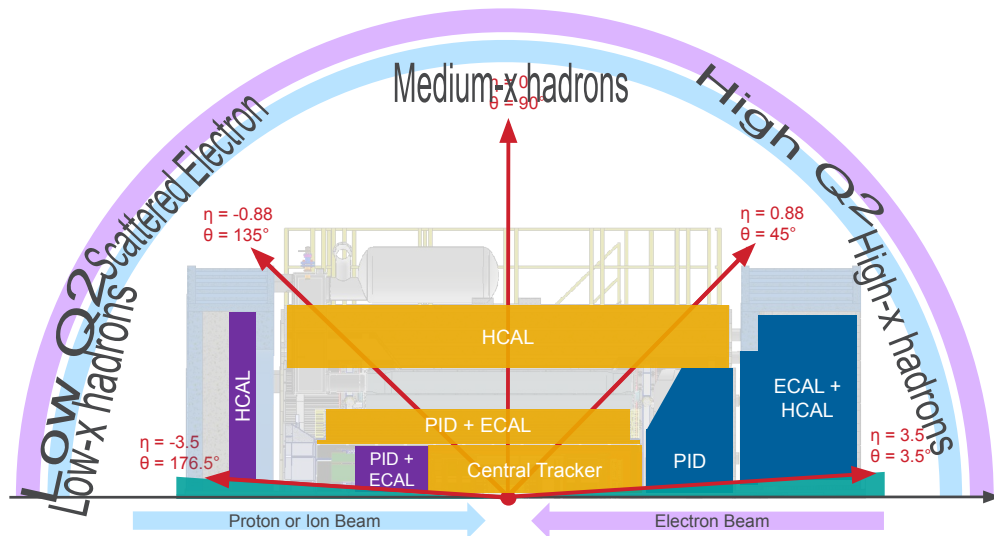 Medium-x hadrons
η = 0
θ = 90°
Scattered Electron
High Q2
Low Q2
Low-x hadrons
High-x hadrons
η = -0.88
θ = 135°
η = 0.88
θ = 45°
HCAL
HCAL
ECAL +
HCAL
PID + ECAL
η = -3.5
θ = 176.5°
η = 3.5
θ = 3.5°
PID +
ECAL
Central Tracker
PID
Proton or Ion Beam
Electron Beam